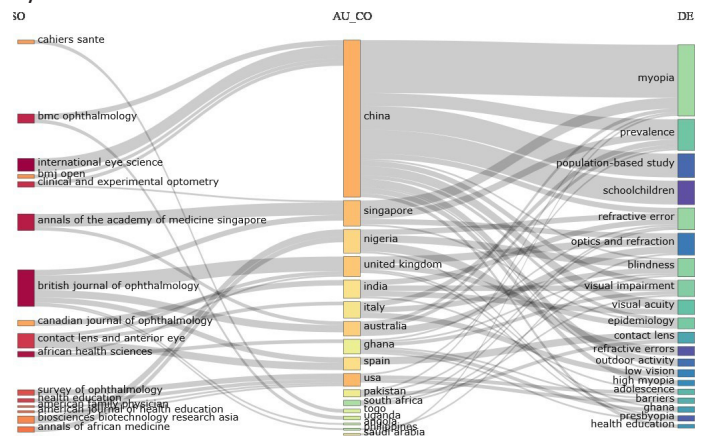 SO
AU_CO
DE
cahiers sante
bmc ophthalmology
international eye science
bmj open
clinical and experimental optometry
annals of the academy of medicine singapore
british journal of ophthalmology
canadian journal of ophthalmology
contact lens and anterior eye
african health sciences
survey of ophthalmology
health education
american family physician
american journal of health education
biosciences biotechnology research asia
annals of african medicine
china
singapore
nigeria
united kingdom
india
italy
australia
ghana
spain
usa
pakistan
south africa
togo
uganda
angola
philippines
saudi arabia
myopia
prevalence
population-based study
schoolchildren
refractive error
optics and refraction
blindness
visual impairment
visual acuity
epidemiology
contact lens
refractive errors
outdoor activity
low vision
high myopia
adolescence
barriers
ghana
presbyopia
health education